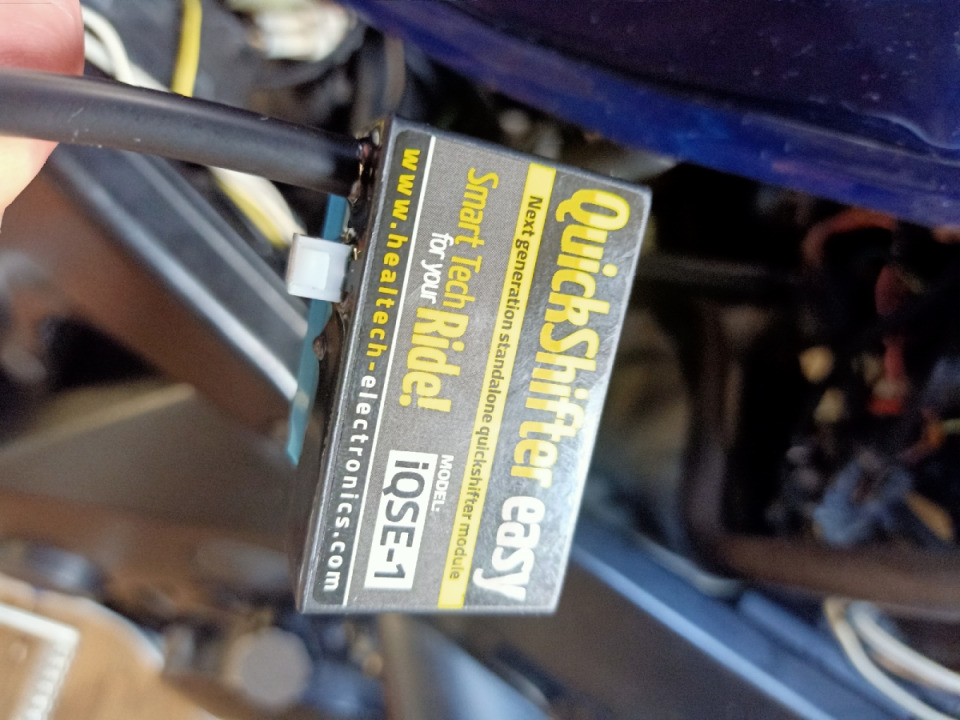 QuickShifter easy
Next generation standalone quickshifter module
Smart Tech
for your Ride!
MODEL:
iQSE-1
www.healtech-electronics.com